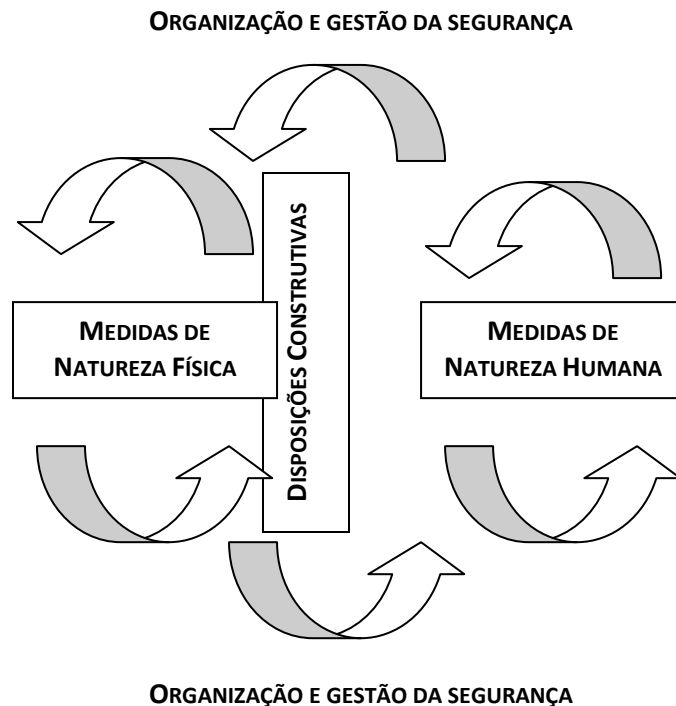 ORGANIZAÇÃO E GESTÃO DA SEGURANÇA
DISPOSIÇÕES CONSTRUTIVAS
MEDIDAS DE
NATUREZA FÍSICA
MEDIDAS DE
NATUREZA HUMANA
ORGANIZAÇÃO E GESTÃO DA SEGURANÇA